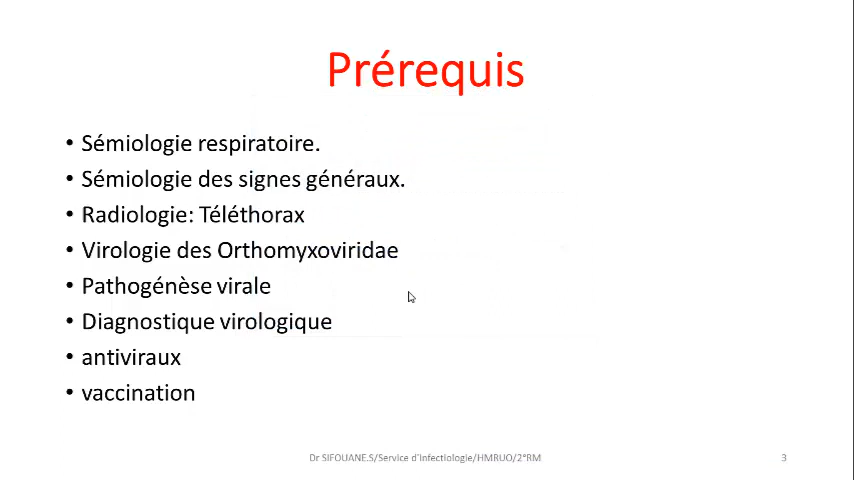 Prérequis
• Sémiologie respiratoire.
• Sémiologie des signes généraux.
• Radiologie: Téléthorax
• Virologie des Orthomyxoviridae
• Pathogénèse virale
• Diagnostique virologique
• antiviraux
• vaccination
Dr SIFOUANE.S/Service d'Infectiologie/HMRUO/2°RM
3